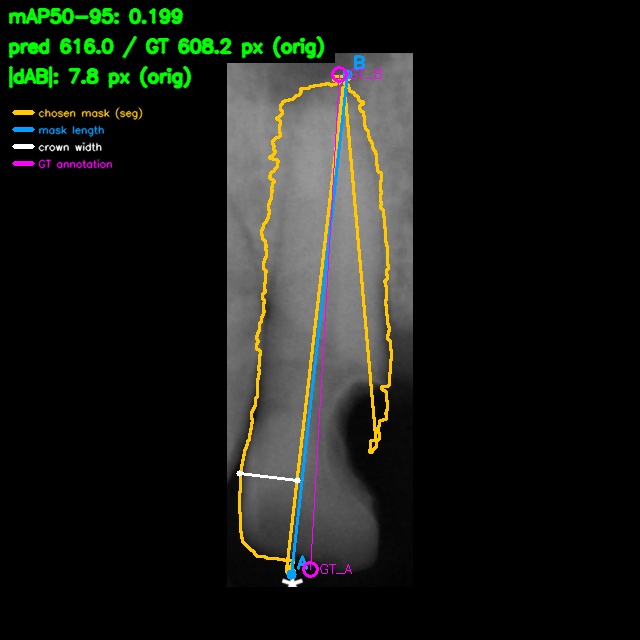 mAP50-95: 0.199
pred 616.0 / GT 608.2 px (orig)
|dAB|: 7.8 px (orig)
chosen mask (seg)
mask length
crown width
GT annotation
B
GT_B
A
GT_A